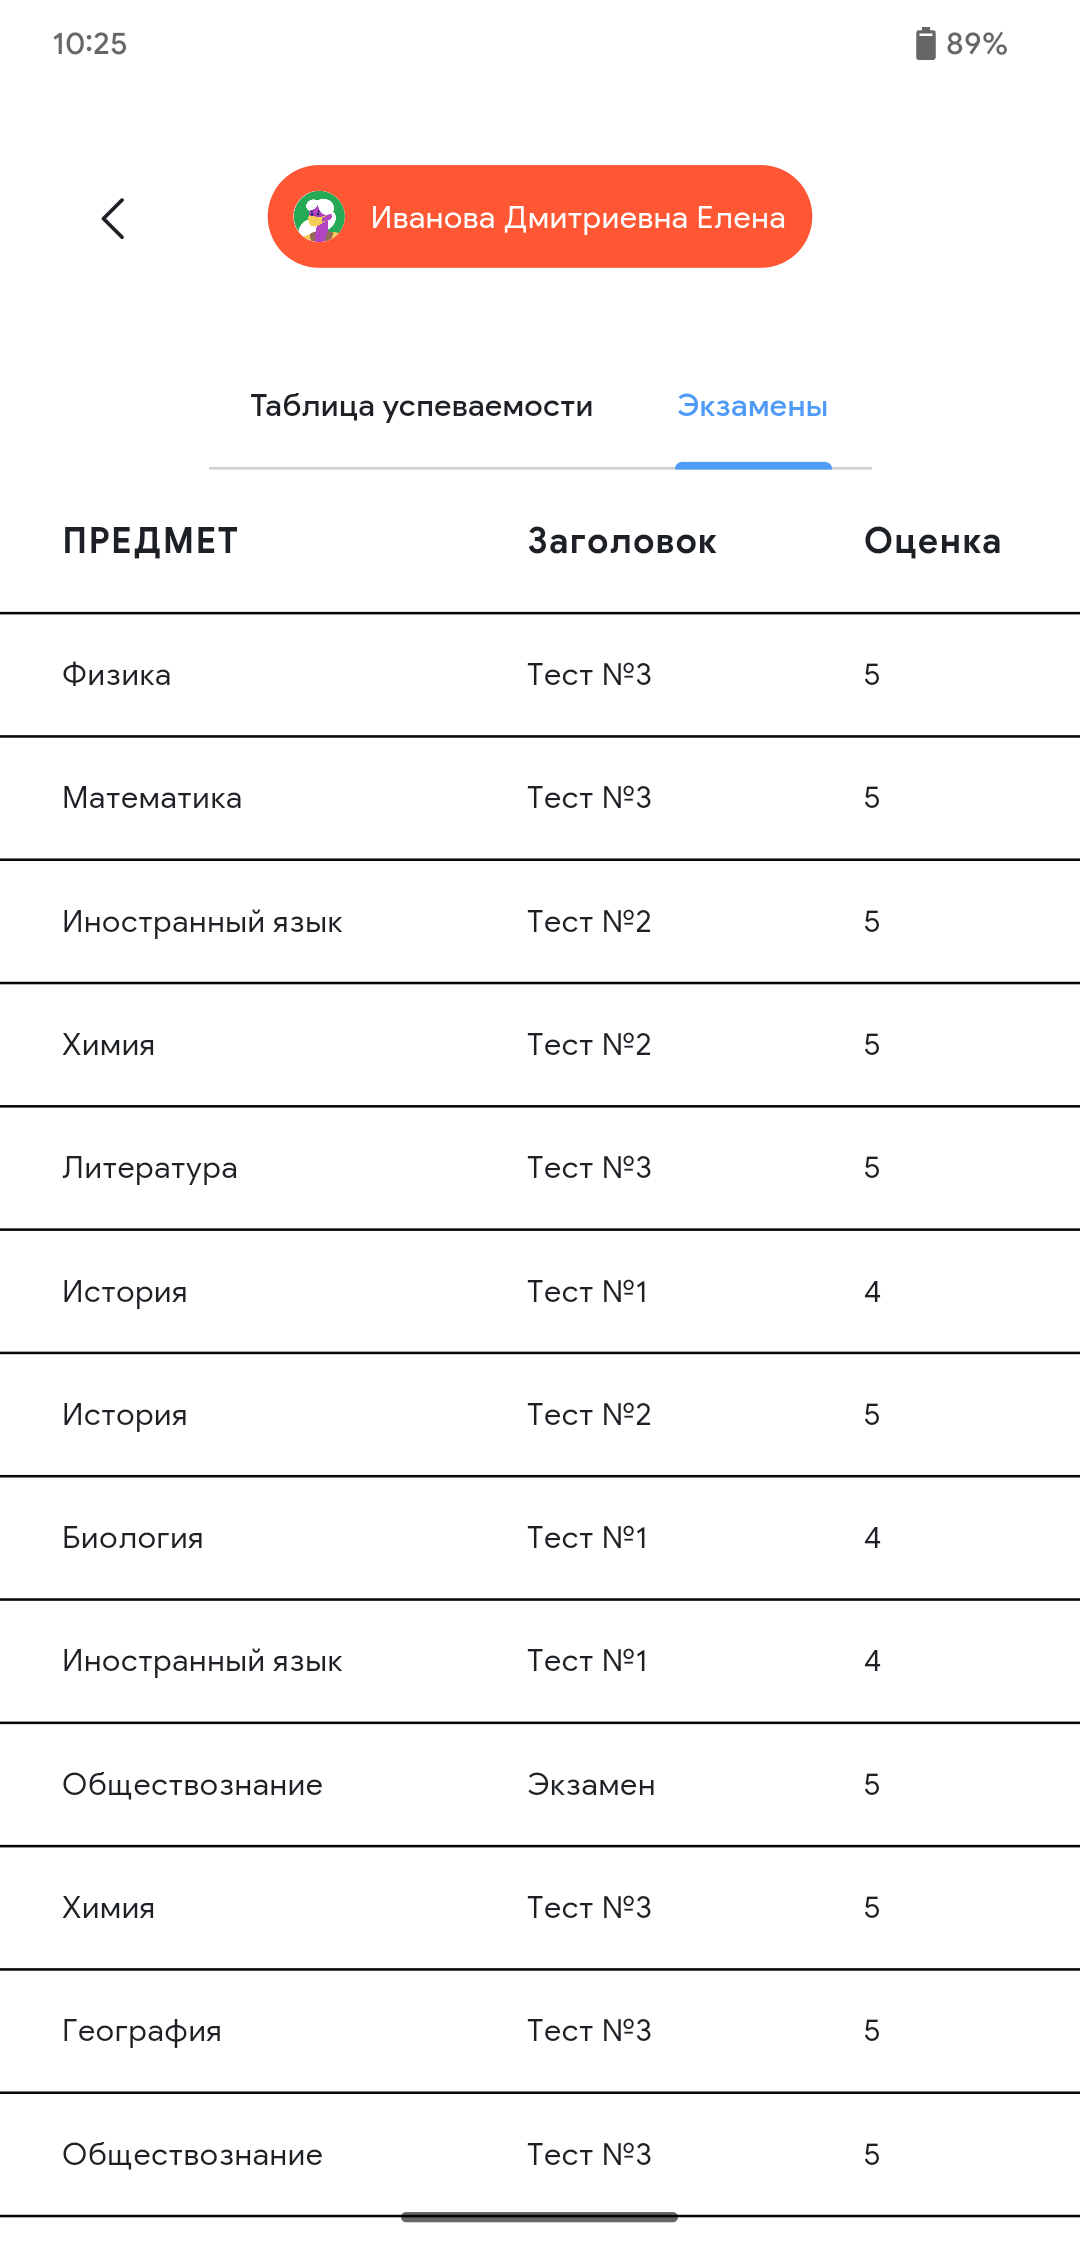 10:25 89%
Иванова Дмитриевна Елена
Таблица успеваемости Экзамены
ПРЕДМЕТ Заголовок Оценка
Физика Тест №3 5
Математика Тест №3 5
Иностранный язык Тест №2 5
Химия Тест №2 5
Литература Тест №3 5
История Тест №1 4
История Тест №2 5
Биология Тест №1 4
Иностранный язык Тест №1 4
Обществознание Экзамен 5
Химия Тест №3 5
География Тест №3 5
Обществознание Тест №3 5